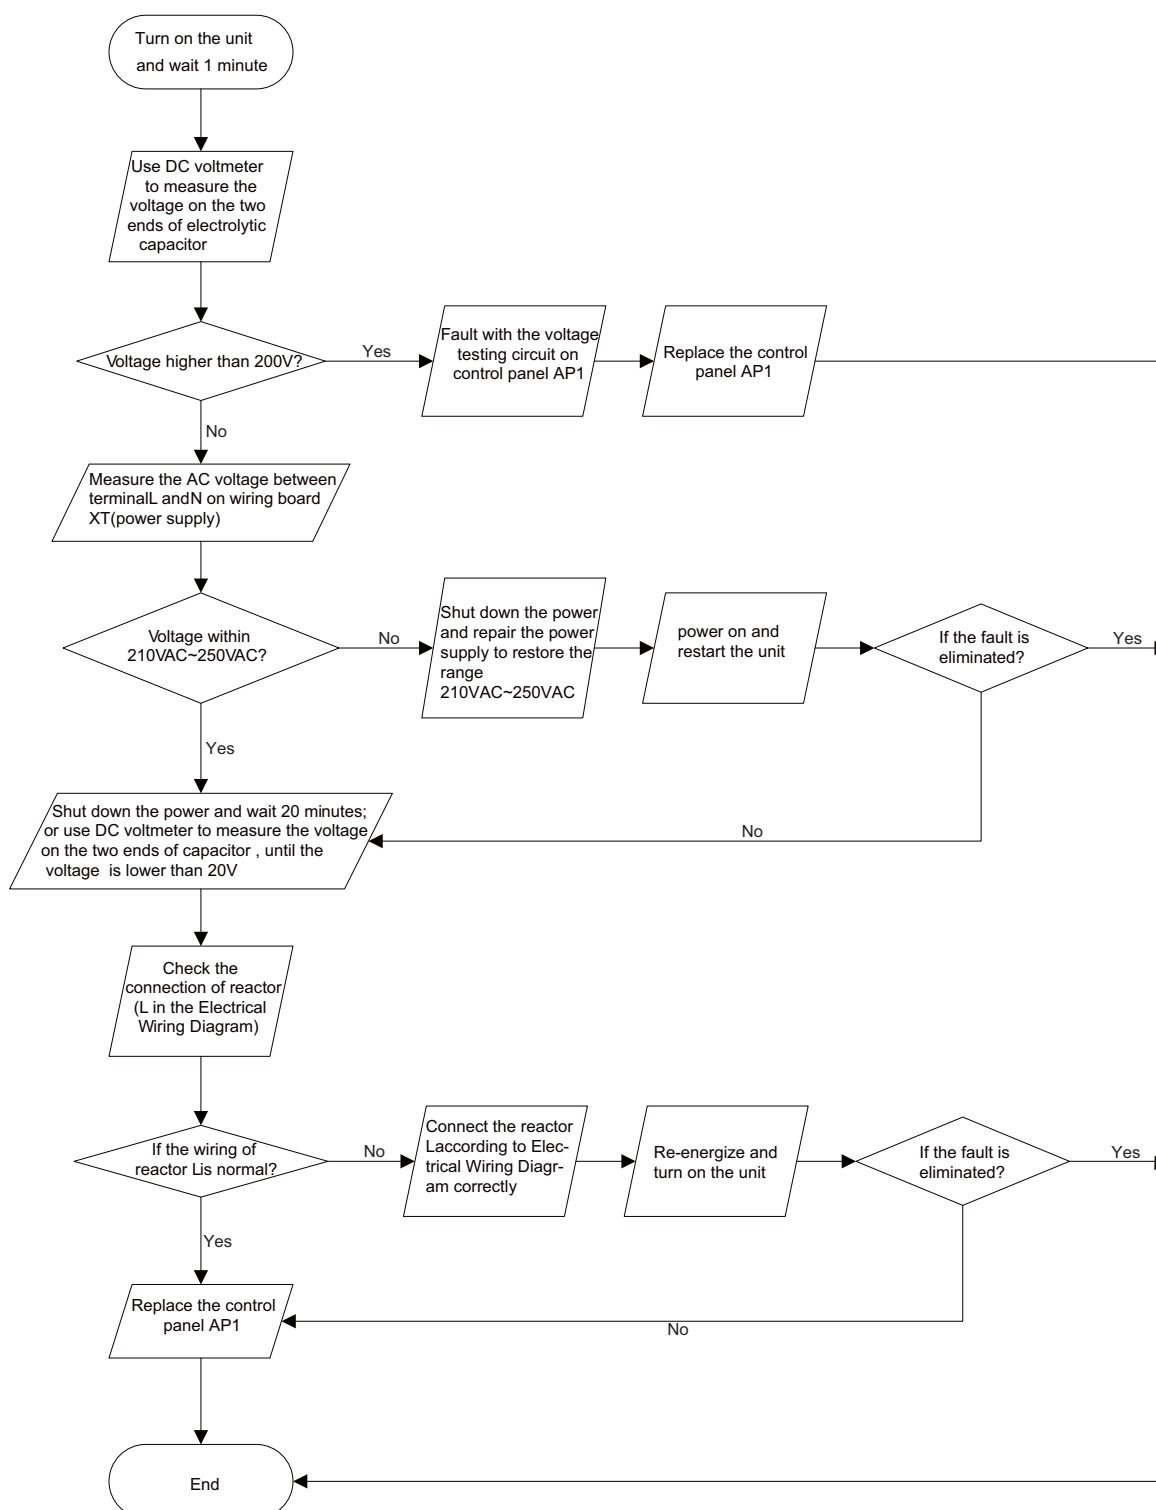 Turn on the unit
and wait 1 minute
Use DC voltmeter
to measure the
voltage on the two
ends of electrolytic
capacitor
Voltage higher than 200V?
Yes
Fault with the voltage
testing circuit on
control panel AP1
Replace the control
panel AP1
No
Measure the AC voltage between
terminalL andN on wiring board
XT(power supply)
Voltage within
210VAC~250VAC?
No
Shut down the power
and repair the power
supply to restore the
range
210VAC~250VAC
power on and
restart the unit
If the fault is
eliminated?
Yes
Yes
No
Shut down the power and wait 20 minutes;
or use DC voltmeter to measure the voltage
on the two ends of capacitor , until the
voltage is lower than 20V
Check the
connection of reactor
(L in the Electrical
Wiring Diagram)
If the wiring of
reactor Lis normal?
No
Connect the reactor
Laccording to Elec-
trical Wiring Diagr-
am correctly
Re-energize and
turn on the unit
If the fault is
eliminated?
Yes
Yes
No
Replace the control
panel AP1
End